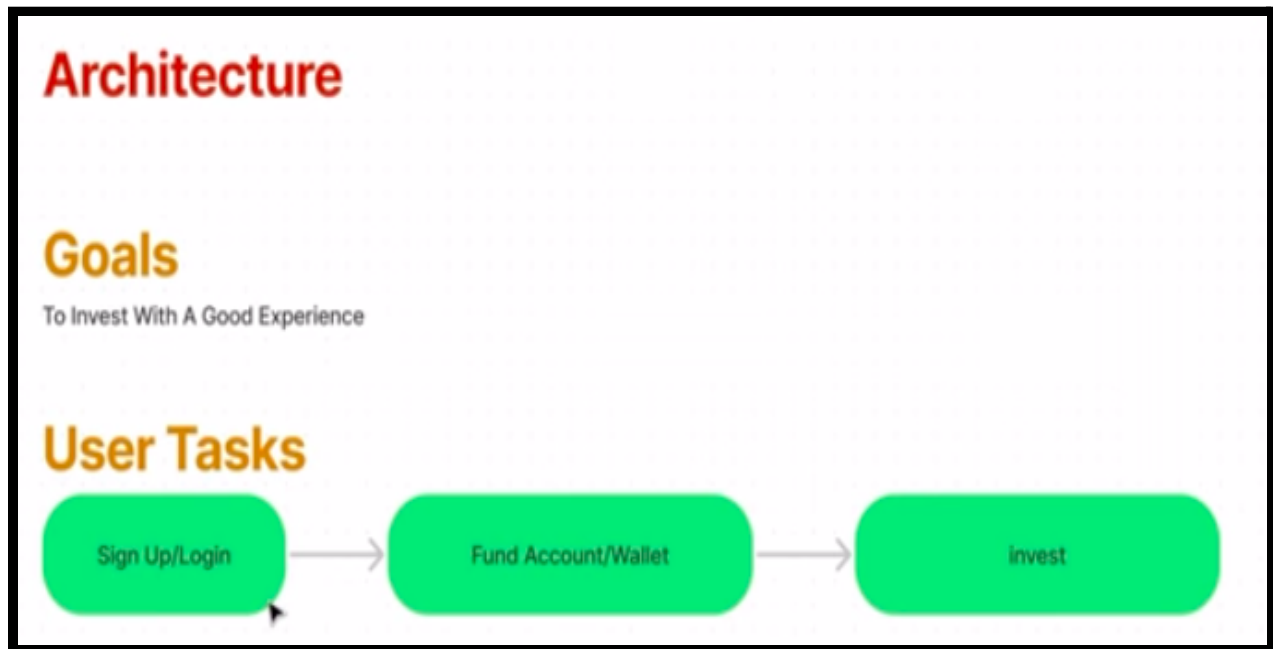 Architecture
Goals
To Invest With A Good Experience
User Tasks
Sign Up/Login
Fund Account/Wallet
invest